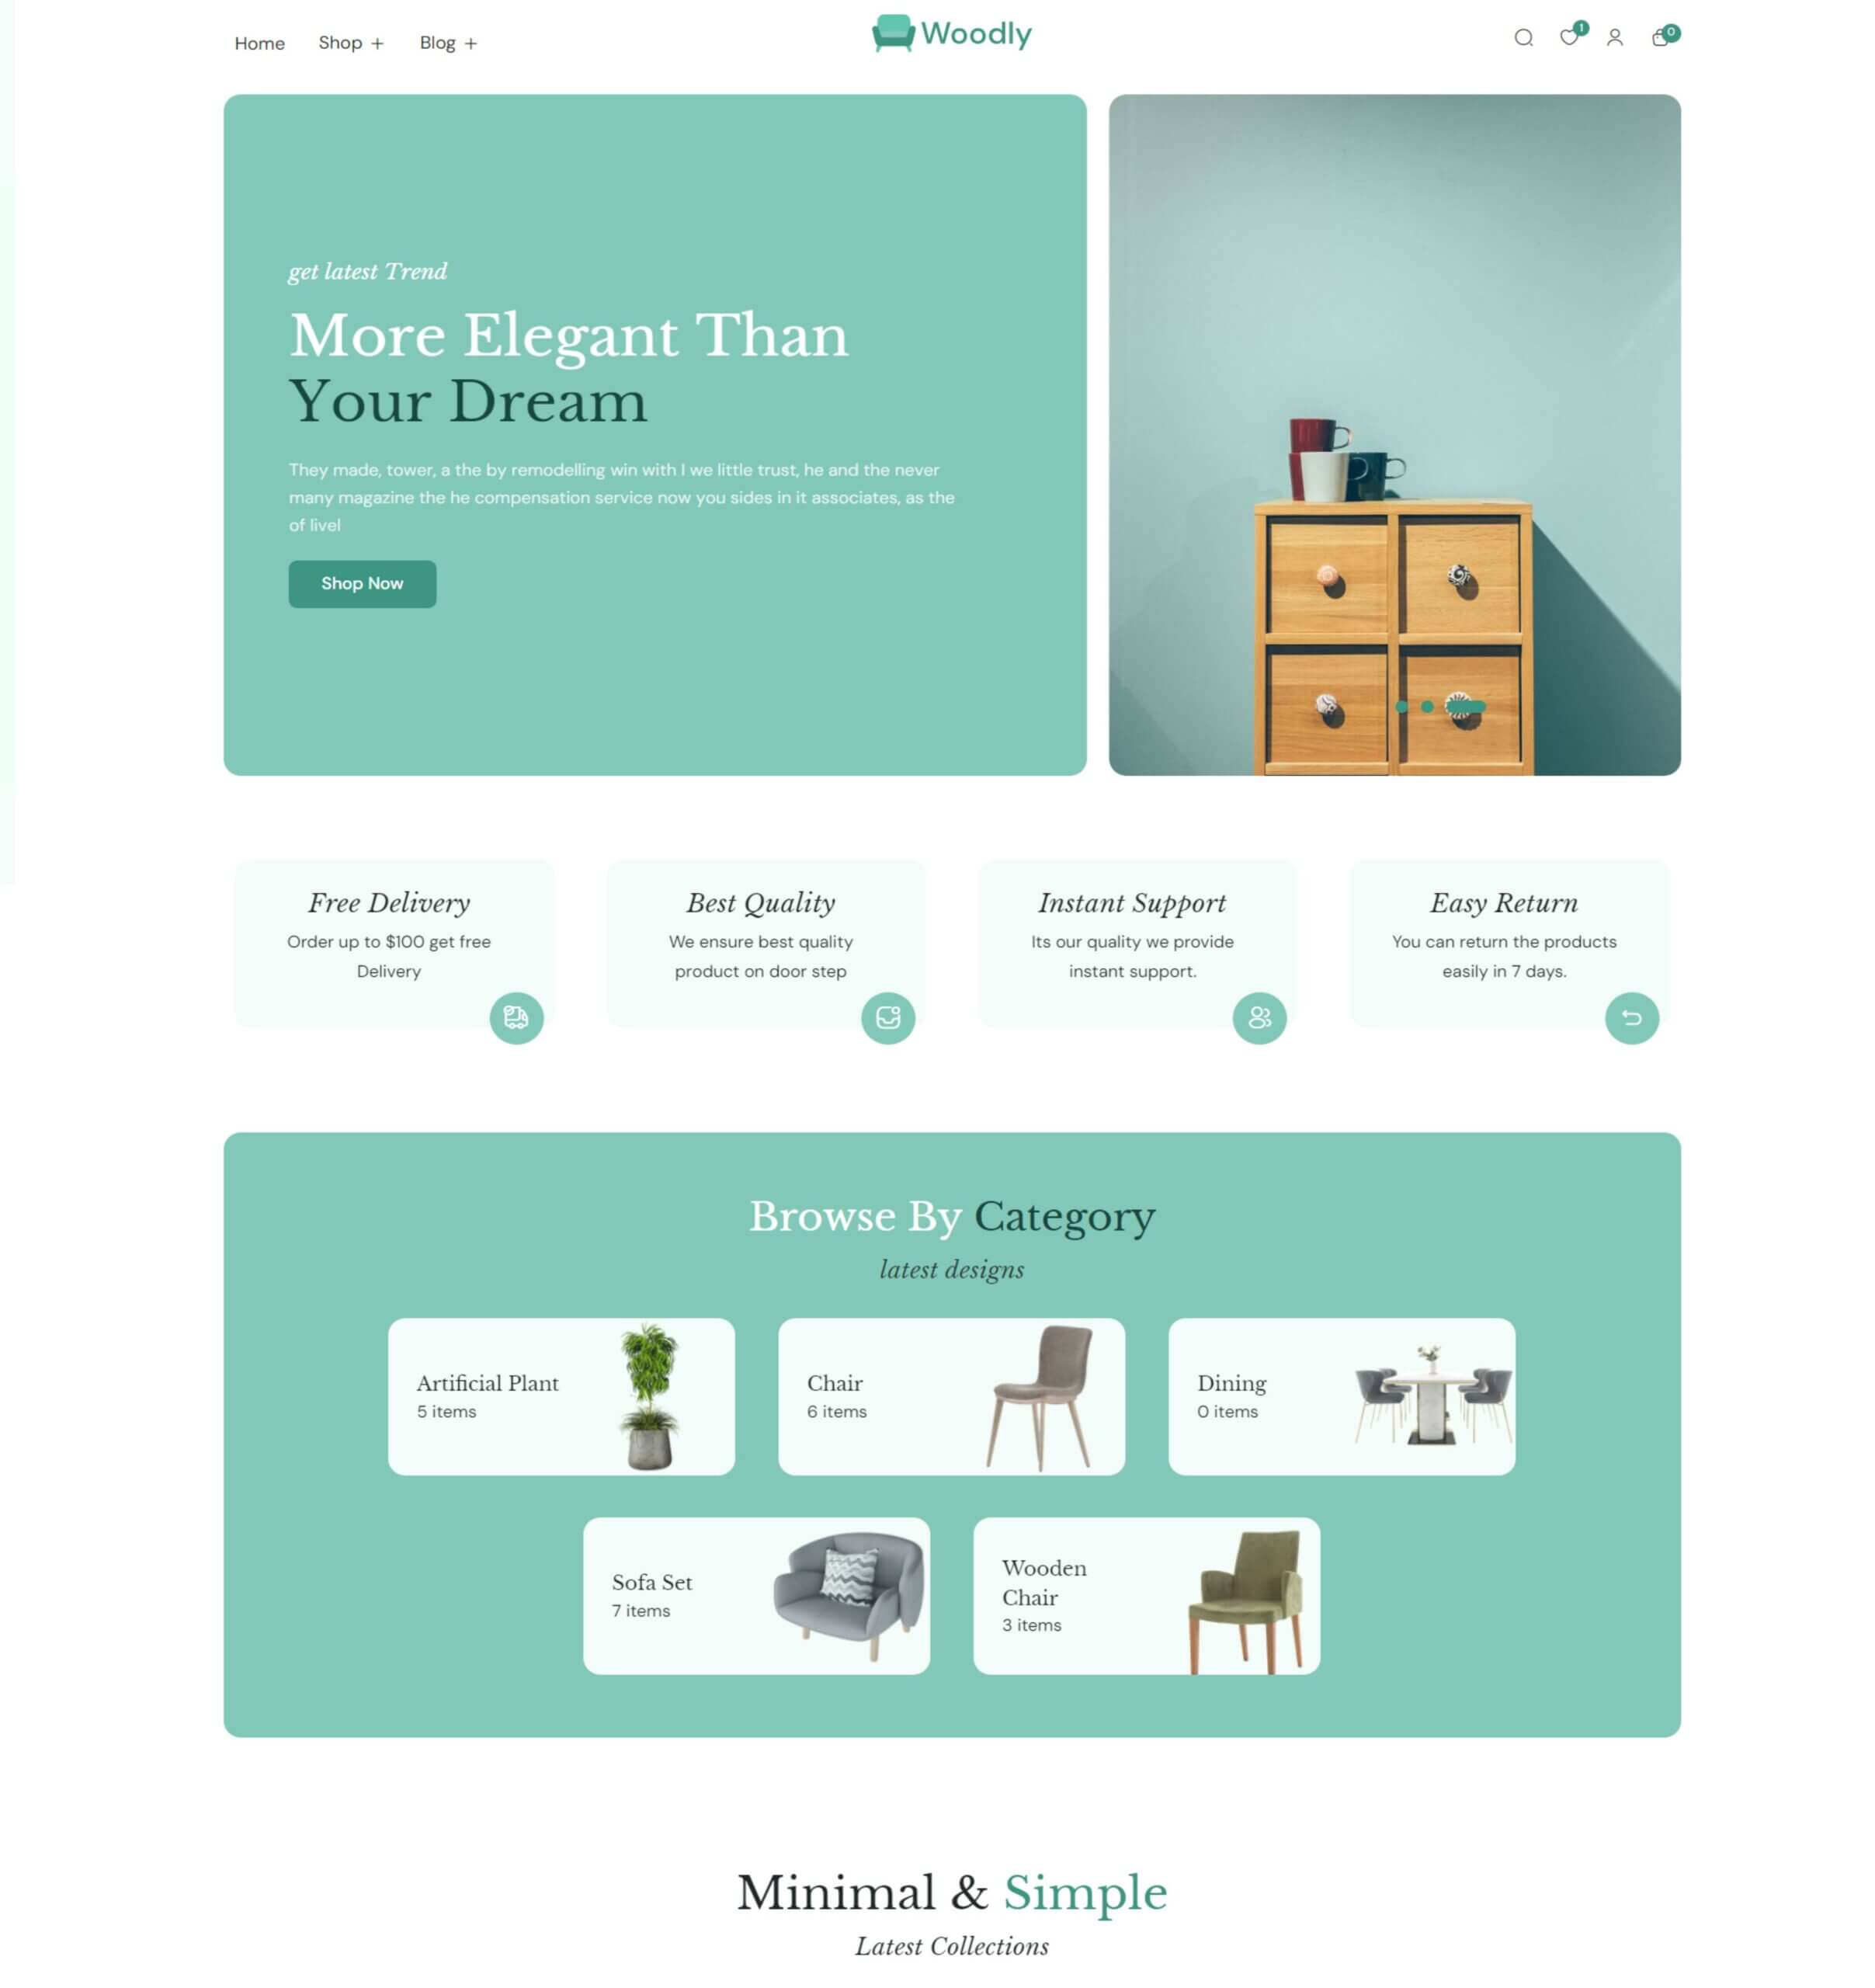 Home
Shop +
Blog +
Woodly
1
0
get latest Trend
More Elegant Than
Your Dream
They made, tower, a the by remodelling win with I we little trust, he and the never
many magazine the he compensation service now you sides in it associates, as the
of livel
Shop Now
Free Delivery
Order up to $100 get free
Delivery
Best Quality
We ensure best quality
product on door step
Instant Support
Its our quality we provide
instant support.
Easy Return
You can return the products
easily in 7 days.
Browse By Category
latest designs
Artificial Plant
5 items
Chair
6 items
Dining
0 items
Sofa Set
7 items
Wooden
Chair
3 items
Minimal & Simple
Latest Collections